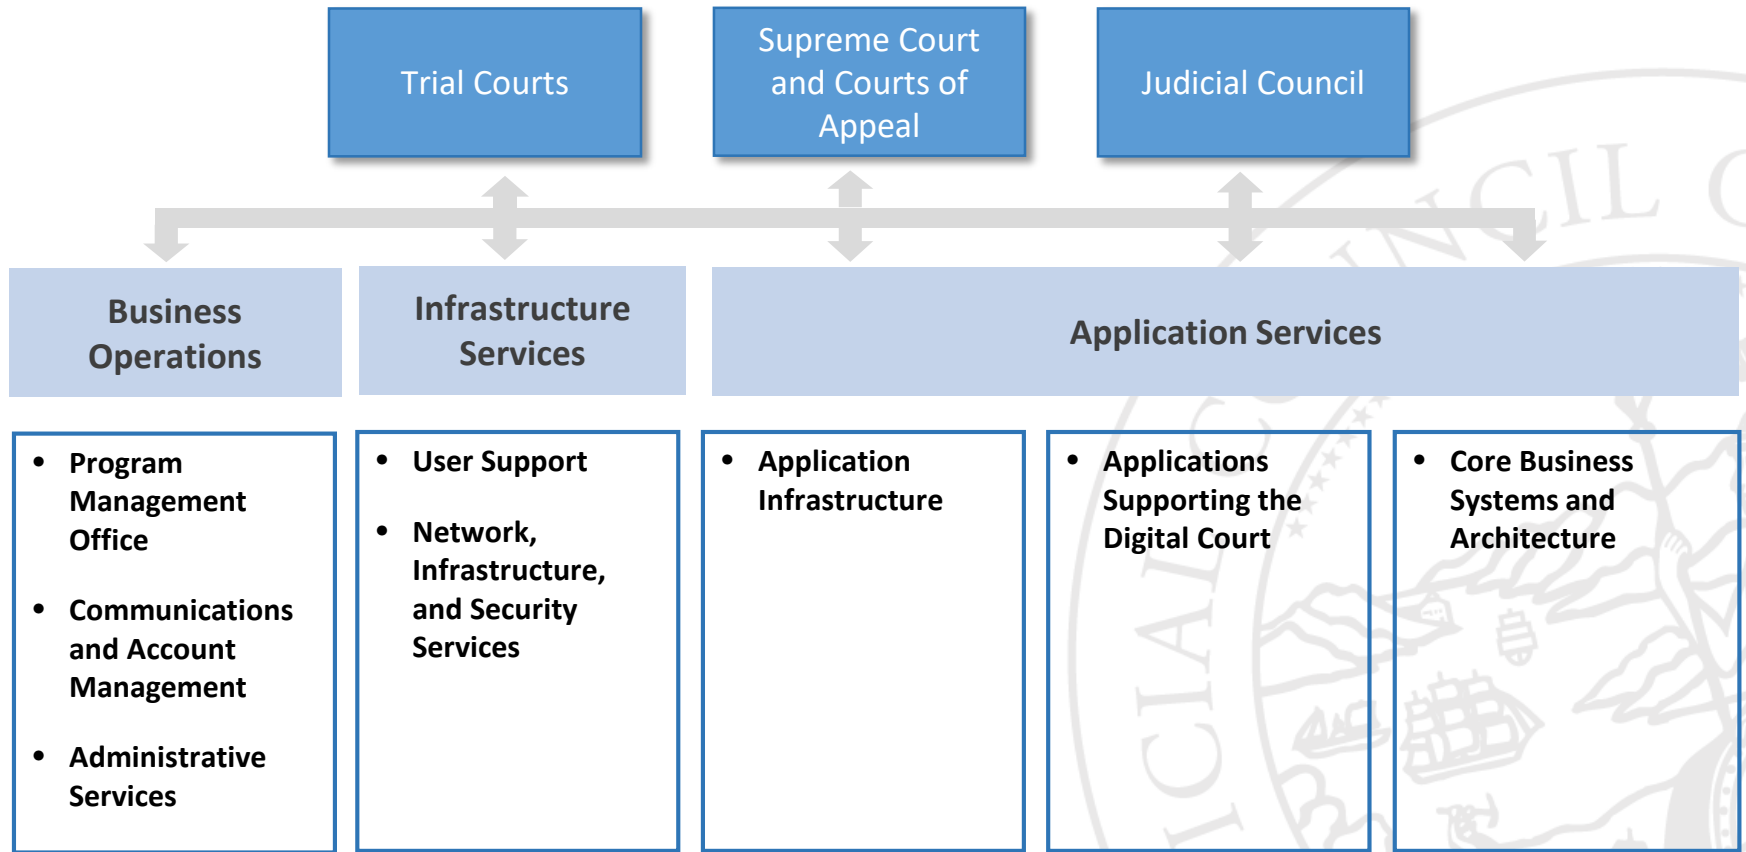 Trial Courts
Supreme Court
and Courts of
Appeal
Judicial Council
Business
Operations
Infrastructure
Services
Application Services
• Program
Management
Office
• Communications
and Account
Management
• Administrative
Services
• User Support
• Network,
Infrastructure,
and Security
Services
• Application
Infrastructure
• Applications
Supporting the
Digital Court
• Core Business
Systems and
Architecture